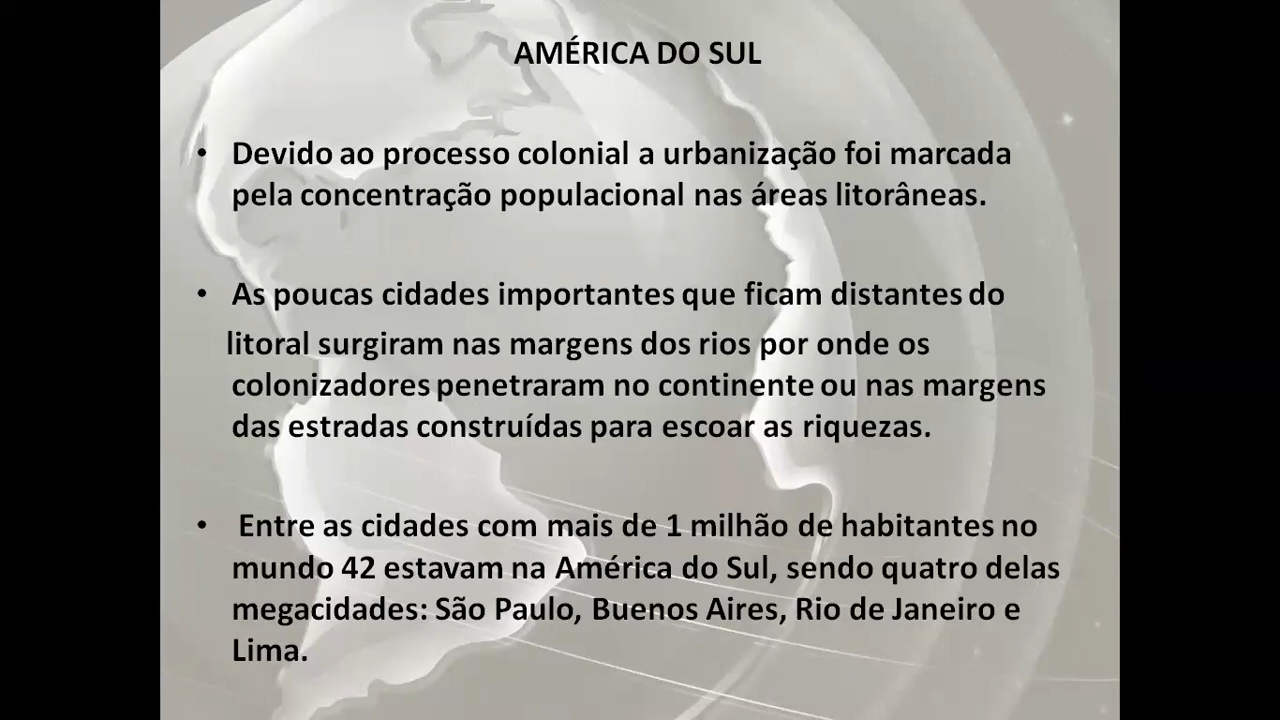 AMÉRICA DO SUL
• Devido ao processo colonial a urbanização foi marcada
pela concentração populacional nas áreas litorâneas.
• As poucas cidades importantes que ficam distantes do
litoral surgiram nas margens dos rios por onde os
colonizadores penetraram no continente ou nas margens
das estradas construídas para escoar as riquezas.
• Entre as cidades com mais de 1 milhão de habitantes no
mundo 42 estavam na América do Sul, sendo quatro delas
megacidades: São Paulo, Buenos Aires, Rio de Janeiro e
Lima.